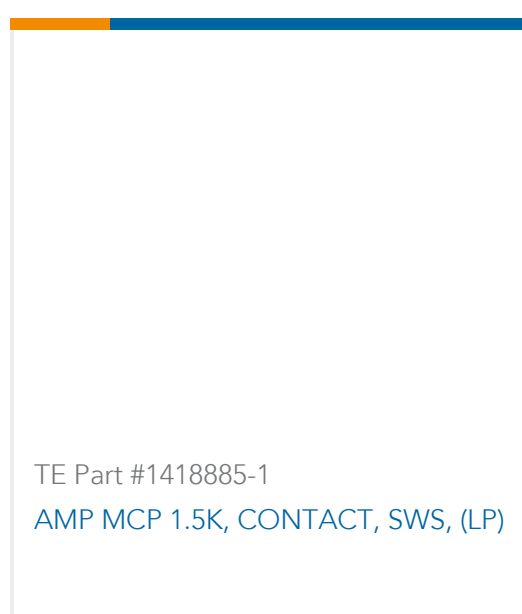 TE Part #1418885-1
AMP MCP 1.5K, CONTACT, SWS, (LP)